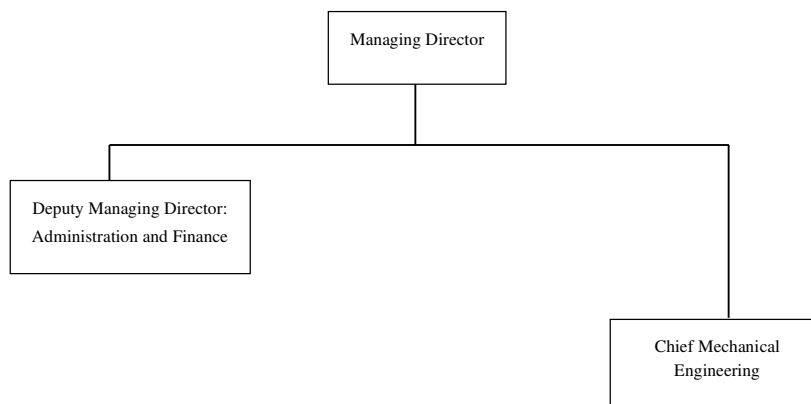 Managing Director
Deputy Managing Director:
Administration and Finance
Chief Mechanical
Engineering